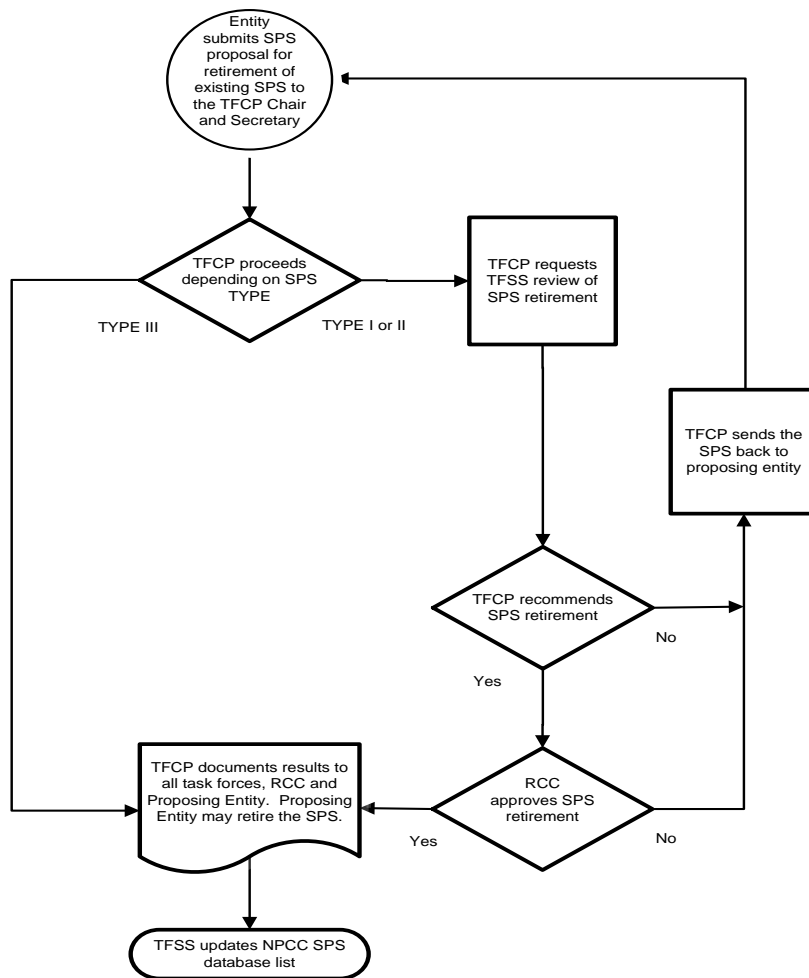 Entity
submits SPS
proposal for
retirement of
existing SPS to
the TFCP Chair
and Secretary
TFCP proceeds
depending on SPS
TYPE
TFCP requests
TFSS review of
SPS retirement
TYPE III
TYPE I or II
TFCP sends the
SPS back to
proposing entity
TFCP recommends
SPS retirement
No
Yes
TFCP documents results to
all task forces, RCC and
Proposing Entity.  Proposing
Entity may retire the SPS.
RCC
approves SPS
retirement
Yes
No
TFSS updates NPCC SPS
database list